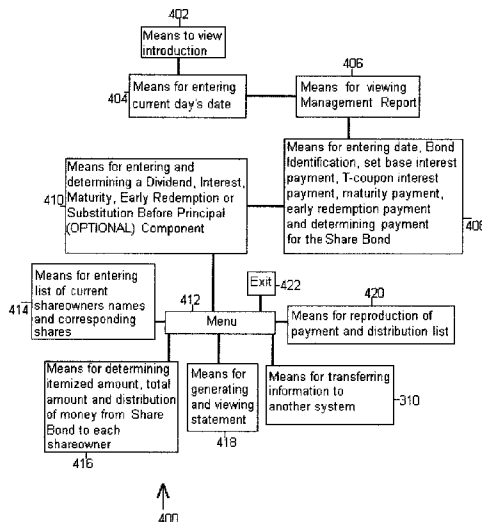 402
Means to view
introduction
404
Means for entering
current day's date
406
Means for viewing
Management Report
Means for entering date, Bond
Identification, set base interest
payment, T-coupon interest
payment, maturity payment,
early redemption payment
and determining payment
for the Share Bond
408
410
Means for entering and
determining a Dividend, Interest,
Maturity, Early Redemption or
Substitution Before Principal
(OPTIONAL) Component
414
Means for entering
list of current
shareowners names
and corresponding
shares
412
Menu
Exit
422
420
Means for reproduction of
payment and distribution list
Means for determining
itemized amount, total
amount and distribution
of money from Share
Bond to each
shareowner
416
Means for
generating
and viewing
statement
418
Means for transferring
information to
another system
310
400